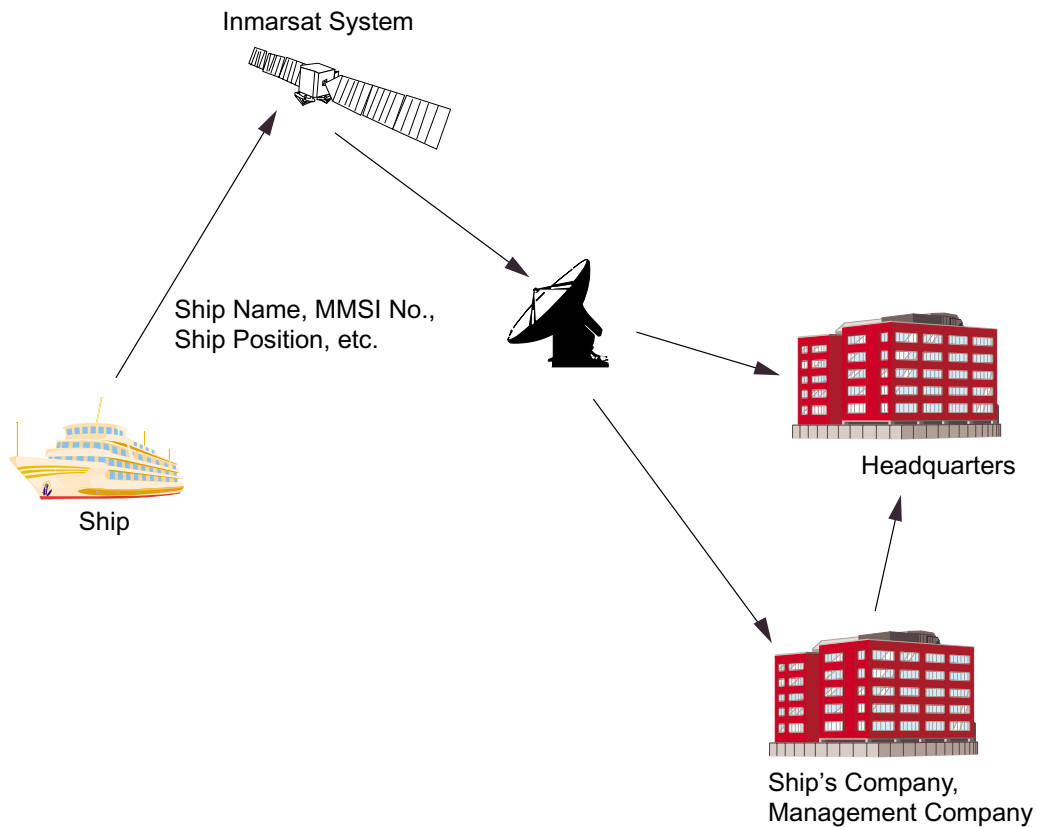 Inmarsat System
Ship Name, MMSI No.,
Ship Position, etc.
Headquarters
Ship
Ship's Company,
Management Company